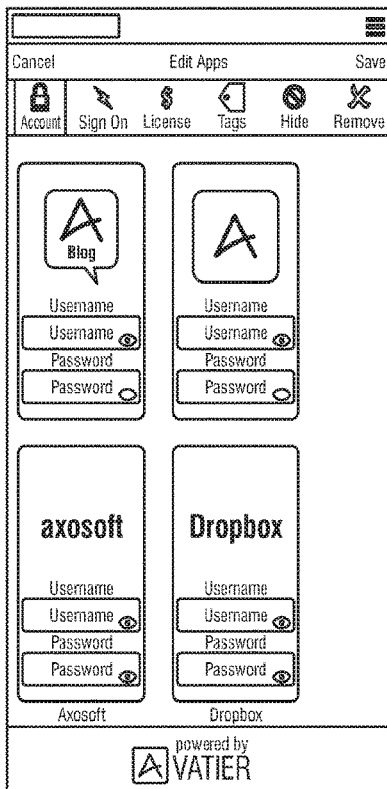 Cancel Edit Apps Save
Account Sign On License Tags Hide Remove
Blog
Username Username
Username Username
Password Password
Password Password
axosoft Dropbox
Username Username
Username Username
Password Password
Password Password
Axosoft Dropbox
powered by
VATIER